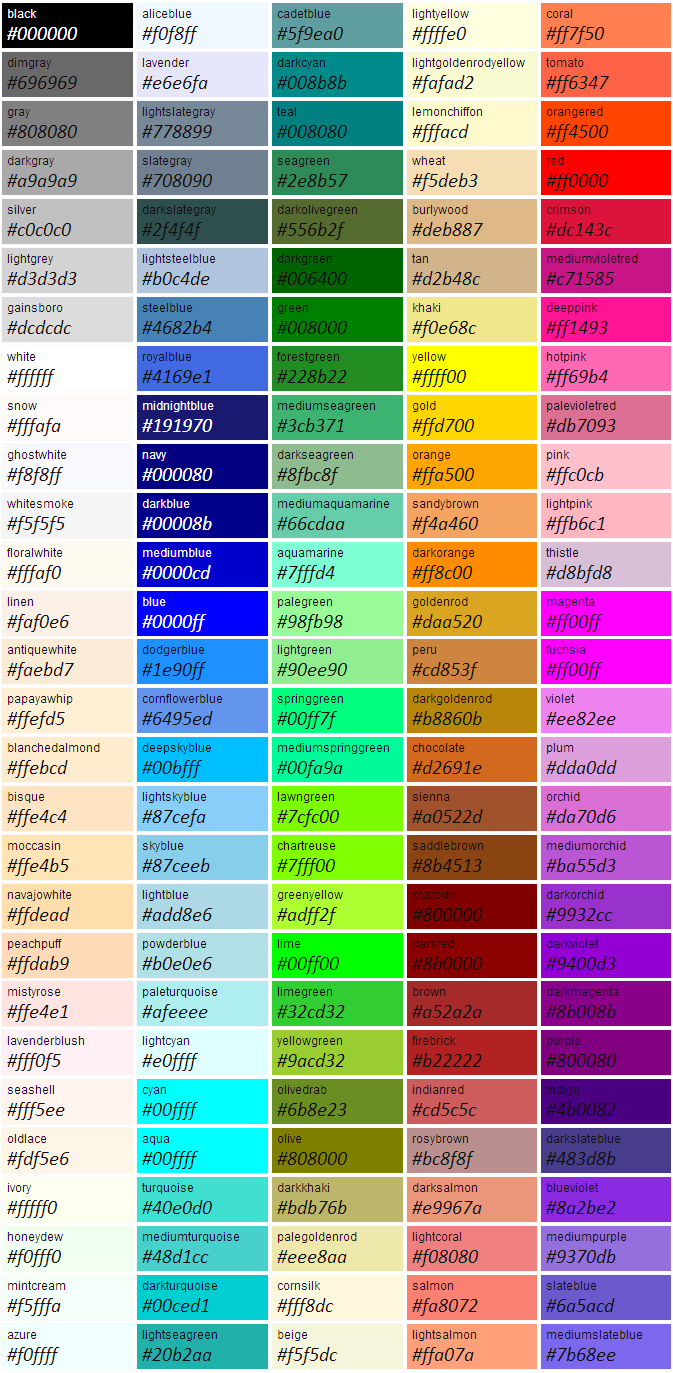 black
#000000
dimgray
#696969
gray
#808080
darkgray
#a9a9a9
silver
#c0c0c0
lightgrey
#d3d3d3
gainsboro
#dcdcdc
white
#ffffff
snow
#fffafa
ghostwhite
#f8f8ff
whitesmoke
#f5f5f5
floralwhite
#fffaf0
linen
#faf0e6
antiquewhite
#faebd7
papayawhip
#ffefd5
blanchedalmond
#ffebcd
bisque
#ffe4c4
moccasin
#ffe4b5
navajowhite
#ffdead
peachpuff
#ffdab9
mistyrose
#ffe4e1
lavenderblush
#fff0f5
seashell
#fff5ee
oldlace
#fdf5e6
ivory
#fffff0
honeydew
#f0fff0
mintcream
#f5fffa
azure
#f0ffff
aliceblue
#f0f8ff
lavender
#e6e6fa
lightslategray
#778899
slategray
#708090
darkslategray
#2f4f4f
lightsteelblue
#b0c4de
steelblue
#4682b4
royalblue
#4169e1
midnightblue
#191970
navy
#000080
darkblue
#00008b
mediumblue
#0000cd
blue
#0000ff
dodgerblue
#1e90ff
cornflowerblue
#6495ed
deepskyblue
#00bfff
lightskyblue
#87cefa
skyblue
#87ceeb
lightblue
#add8e6
powderblue
#b0e0e6
paleturquoise
#afeeee
lightcyan
#e0ffff
cyan
#00ffff
aqua
#00ffff
turquoise
#40e0d0
mediumturquoise
#48d1cc
darkturquoise
#00ced1
lightseagreen
#20b2aa
cadetblue
#5f9ea0
darkcyan
#008b8b
teal
#008080
seagreen
#2e8b57
darkolivegreen
#556b2f
darkgreen
#006400
green
#008000
forestgreen
#228b22
mediumseagreen
#3cb371
darkseagreen
#8fbc8f
mediumaquamarine
#66cdaa
aquamarine
#7fffd4
palegreen
#98fb98
lightgreen
#90ee90
springgreen
#00ff7f
mediumspringgreen
#00fa9a
lawngreen
#7cfc00
chartreuse
#7fff00
greenyellow
#adff2f
lime
#00ff00
limegreen
#32cd32
yellowgreen
#9acd32
olivedrab
#6b8e23
olive
#808000
darkkhaki
#bdb76b
palegoldenrod
#eee8aa
cornsilk
#fff8dc
beige
#f5f5dc
lightyellow
#ffffe0
lightgoldenrodyellow
#fafad2
lemonchiffon
#fffacd
wheat
#f5deb3
burlywood
#deb887
tan
#d2b48c
khaki
#f0e68c
yellow
#ffff00
gold
#ffd700
orange
#ffa500
sandybrown
#f4a460
darkorange
#ff8c00
goldenrod
#daa520
peru
#cd853f
darkgoldenrod
#b8860b
chocolate
#d2691e
sienna
#a0522d
saddlebrown
#8b4513
maroon
#800000
darkred
#8b0000
brown
#a52a2a
firebrick
#b22222
indianred
#cd5c5c
rosybrown
#bc8f8f
darksalmon
#e9967a
lightcoral
#f08080
salmon
#fa8072
lightsalmon
#ffa07a
coral
#ff7f50
tomato
#ff6347
orangered
#ff4500
red
#ff0000
crimson
#dc143c
mediumvioletred
#c71585
deeppink
#ff1493
hotpink
#ff69b4
palevioletred
#db7093
pink
#ffc0cb
lightpink
#ffb6c1
thistle
#d8bfd8
magenta
#ff00ff
fuchsia
#ff00ff
violet
#ee82ee
plum
#dda0dd
orchid
#da70d6
mediumorchid
#ba55d3
darkorchid
#9932cc
darkviolet
#9400d3
darkmagenta
#8b008b
purple
#800080
indigo
#4b0082
darkslateblue
#483d8b
blueviolet
#8a2be2
mediumpurple
#9370db
slateblue
#6a5acd
mediumslateblue
#7b68ee